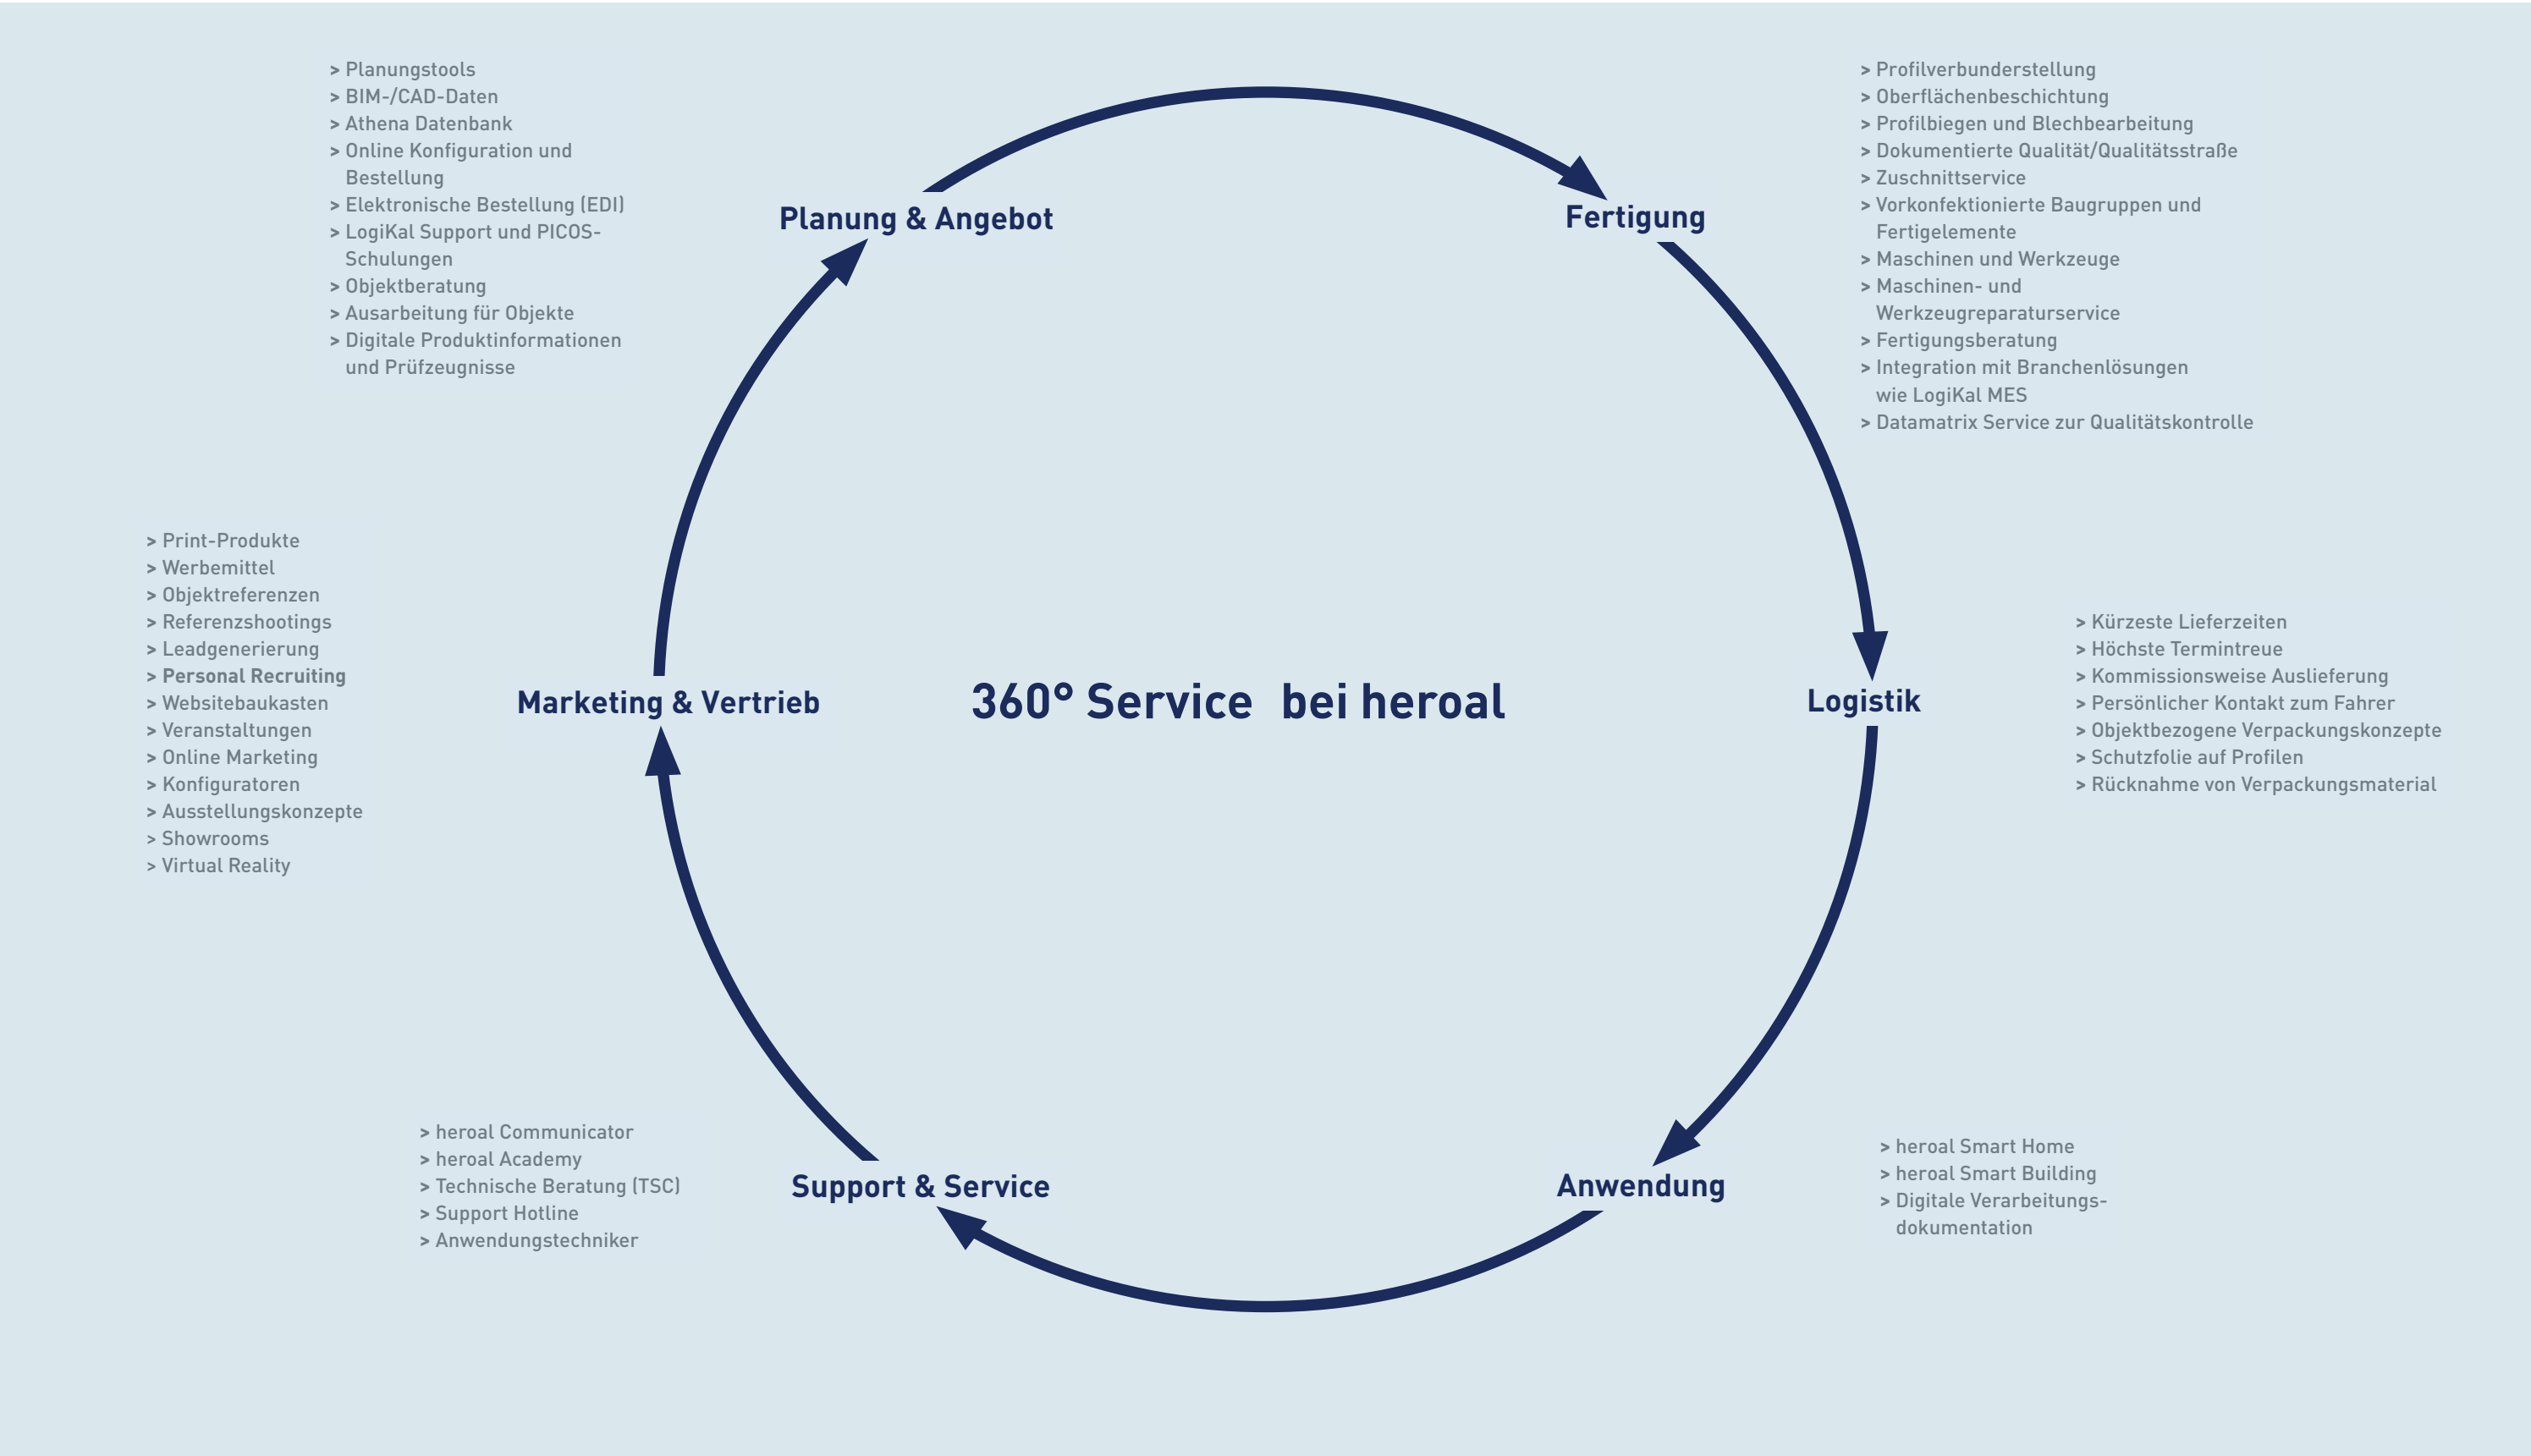 > Planungstools
> BIM-/CAD-Daten
> Athena Datenbank
> Online Konfiguration und
Bestellung
> Elektronische Bestellung (EDI)
> LogiKal Support und PICOS-
Schulungen
> Objektberatung
> Ausarbeitung für Objekte
> Digitale Produktinformationen
und Prüfzeugnisse
Planung & Angebot
Fertigung
> Profilverbunderstellung
> Oberflächenbeschichtung
> Profilbiegen und Blechbearbeitung
> Dokumentierte Qualität/Qualitätsstraße
> Zuschnittservice
> Vorkonfektionierte Baugruppen und
Fertigelemente
> Maschinen und Werkzeuge
> Maschinen- und
Werkzeugreparaturservice
> Fertigungsberatung
> Integration mit Branchenlösungen
wie LogiKal MES
> Datamatrix Service zur Qualitätskontrolle
> Print-Produkte
> Werbemittel
> Objektreferenzen
> Referenzshootings
> Leadgenerierung
> Personal Recruiting
> Websitebaukasten
> Veranstaltungen
> Online Marketing
> Konfiguratoren
> Ausstellungskonzepte
> Showrooms
> Virtual Reality
Marketing & Vertrieb
360° Service bei heroal
Logistik
> Kürzeste Lieferzeiten
> Höchste Termintreue
> Kommissionsweise Auslieferung
> Persönlicher Kontakt zum Fahrer
> Objektbezogene Verpackungskonzepte
> Schutzfolie auf Profilen
> Rücknahme von Verpackungsmaterial
> heroal Communicator
> heroal Academy
> Technische Beratung (TSC)
> Support Hotline
> Anwendungstechniker
Support & Service
Anwendung
> heroal Smart Home
> heroal Smart Building
> Digitale Verarbeitungs-
dokumentation